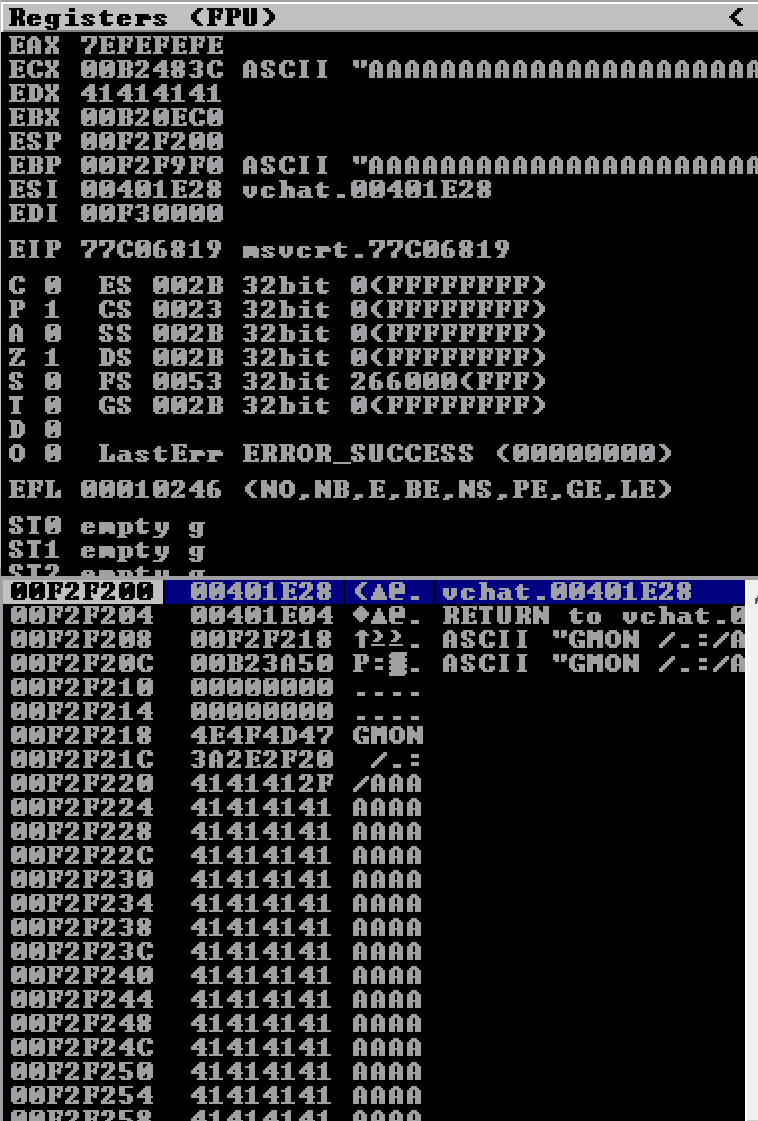 Registers (FPU) <
EAX 7EFEFEFE
ECX 00B2483C ASCII "AAAAAAAAAAAAAAAAAAAAAA
EDX 41414141
EBX 00B20EC0
ESP 00F2F200
EBP 00F2F9F0 ASCII "AAAAAAAAAAAAAAAAAAAAAA
ESI 00401E28 vchat.00401E28
EDI 00F30000
EIP 77C06819 msvcrt.77C06819
C 0 ES 002B 32bit 0(FFFFFFFF)
P 1 CS 0023 32bit 0(FFFFFFFF)
A 0 SS 002B 32bit 0(FFFFFFFF)
Z 1 DS 002B 32bit 0(FFFFFFFF)
S 0 FS 0053 32bit 266000(FFF)
T 0 GS 002B 32bit 0(FFFFFFFF)
D 0
O 0 LastErr ERROR_SUCCESS (00000000)
EFL 00010246 (NO,NB,E,BE,NS,PE,GE,LE)
ST0 empty g
ST1 empty g
ST2 empty g
00F2F200 00401E28 (▲@. vchat.00401E28
00F2F204 00401E04 ♦▲@. RETURN to vchat.0
00F2F208 00F2F218 ↑≥≥. ASCII "GMON /.:/A
00F2F20C 00B23A50 P:▓. ASCII "GMON /.:/A
00F2F210 00000000 ....
00F2F214 00000000 ....
00F2F218 4E4F4D47 GMON
00F2F21C 3A2E2F20 /.:
00F2F220 4141412F /AAA
00F2F224 41414141 AAAA
00F2F228 41414141 AAAA
00F2F22C 41414141 AAAA
00F2F230 41414141 AAAA
00F2F234 41414141 AAAA
00F2F238 41414141 AAAA
00F2F23C 41414141 AAAA
00F2F240 41414141 AAAA
00F2F244 41414141 AAAA
00F2F248 41414141 AAAA
00F2F24C 41414141 AAAA
00F2F250 41414141 AAAA
00F2F254 41414141 AAAA
00F2F258 41414141 AAAA